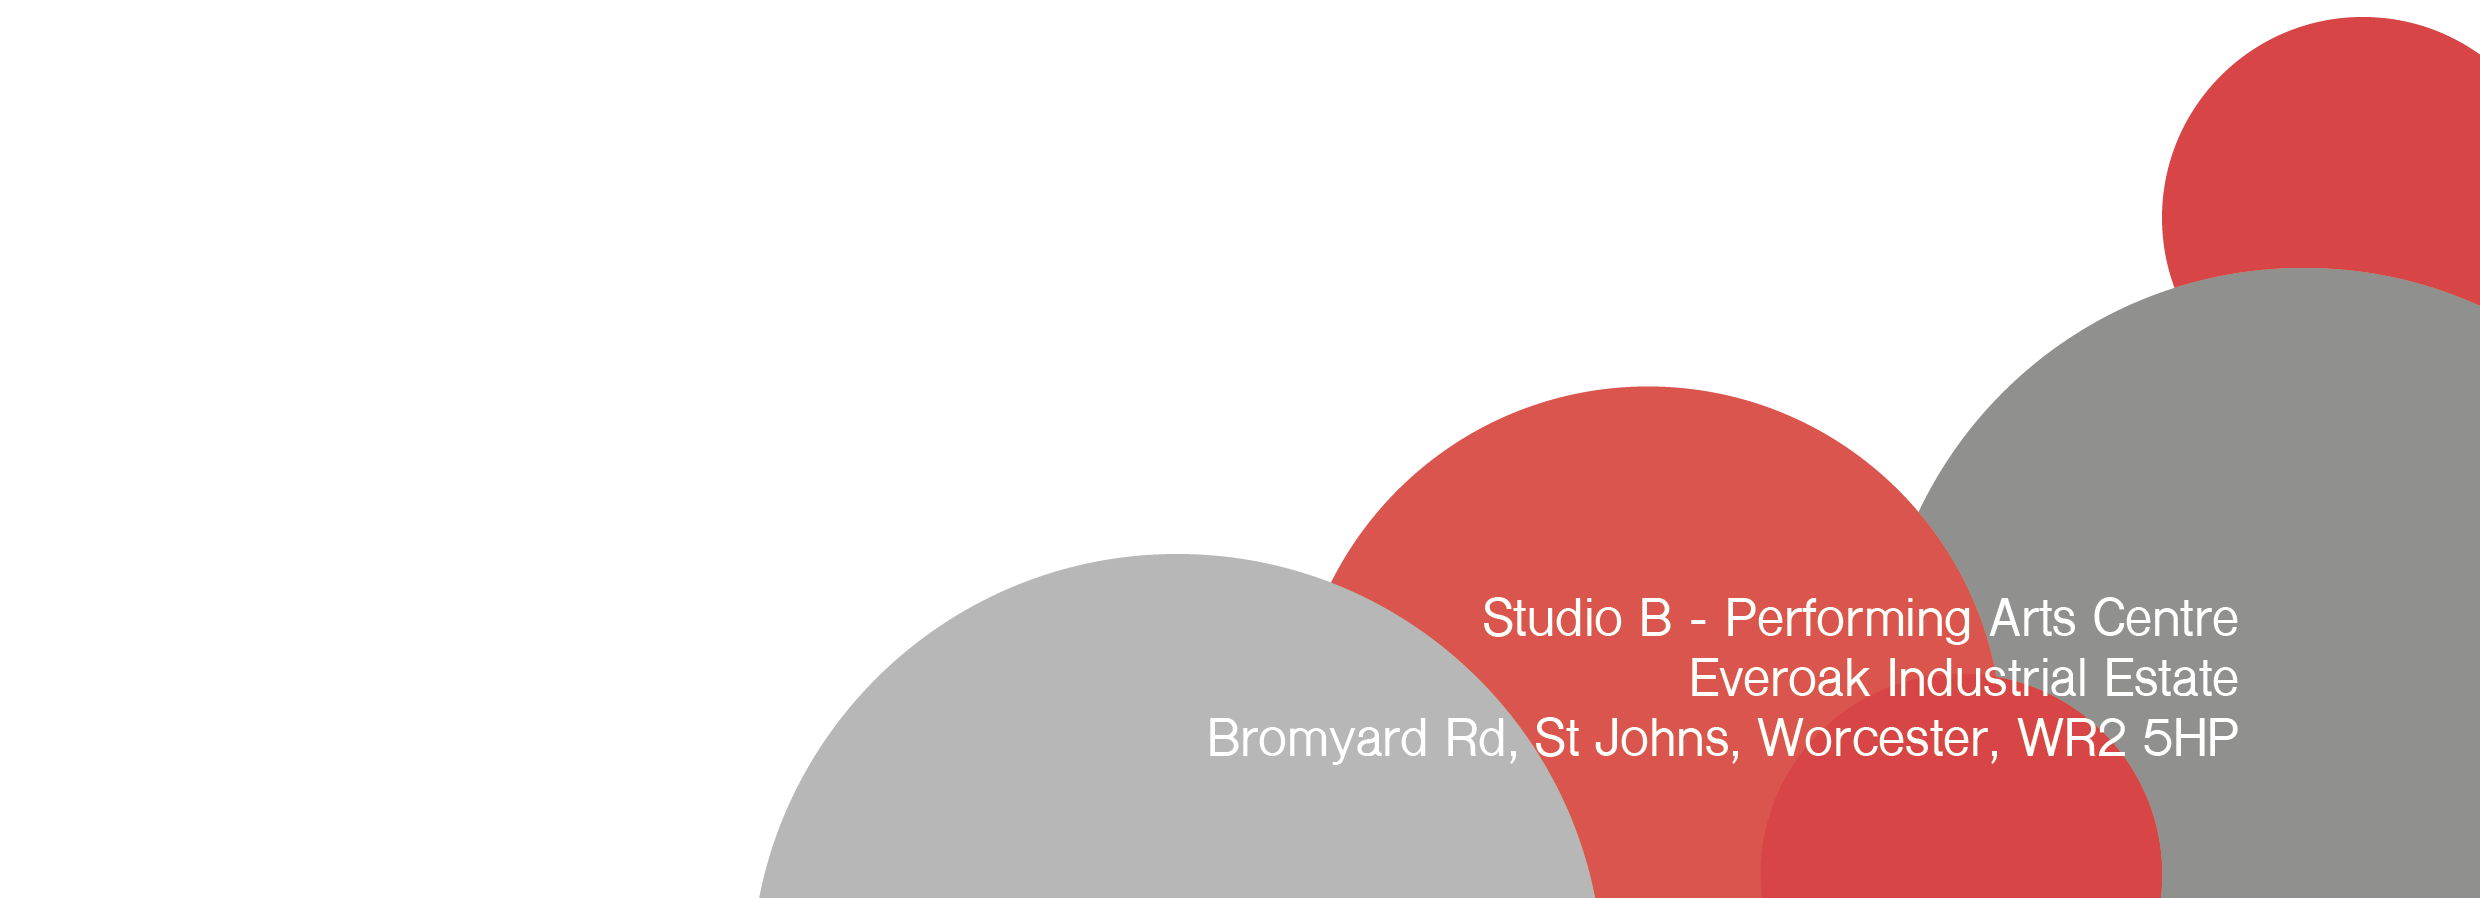 Studio B - Performing Arts Centre
Everoak Industrial Estate
Bromyard Rd, St Johns, Worcester, WR2 5HP